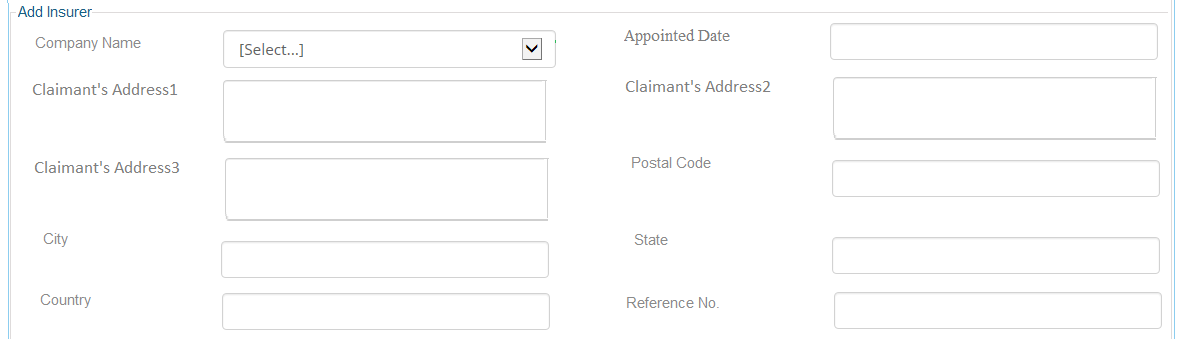 Add Insurer
Company Name
[Select...]
Appointed Date
Claimant's Address1
Claimant's Address2
Claimant's Address3
Postal Code
City
State
Country
Reference No.